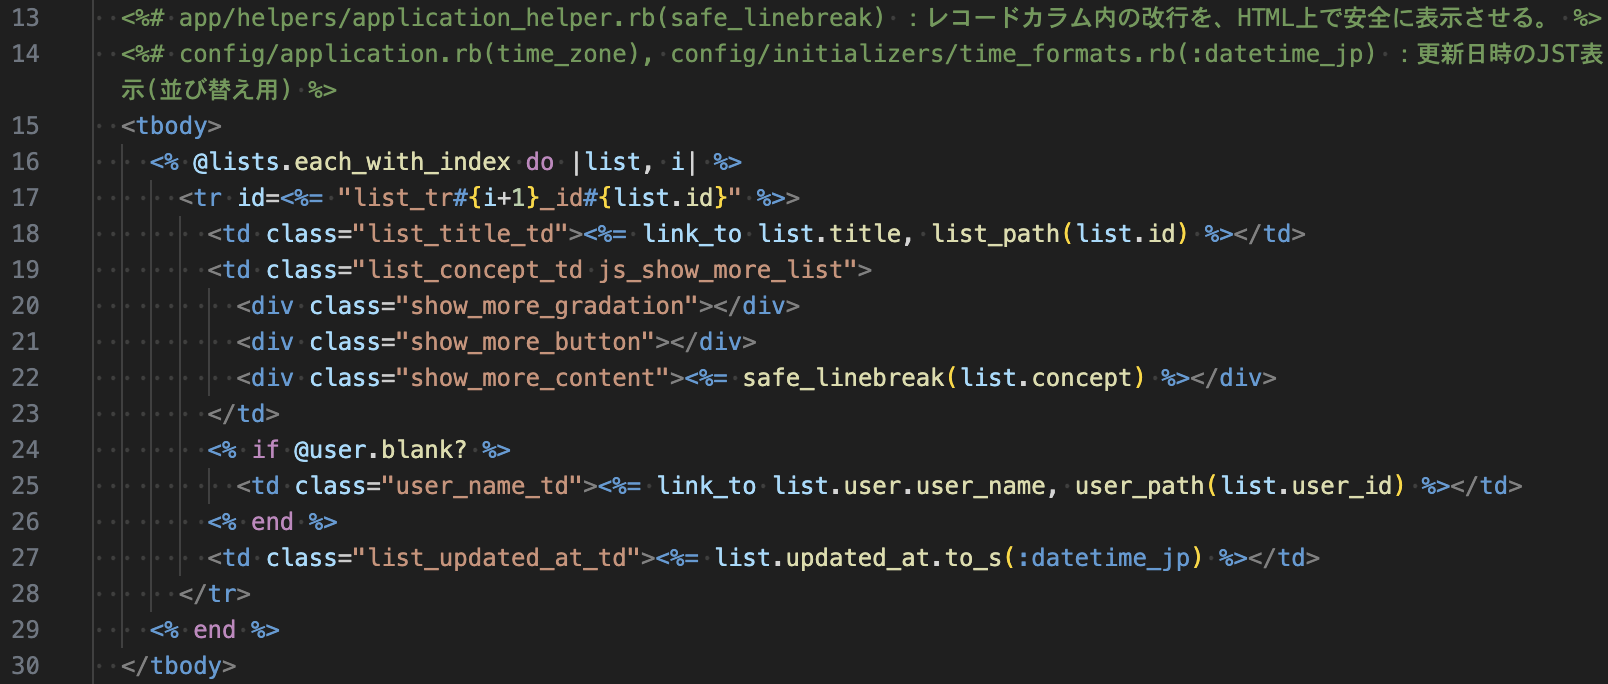 13 <%# app/helpers/application_helper.rb(safe_linebreak) :レコードカラム内の改行を、HTML上で安全に表示させる。 %>
14 <%# config/application.rb(time_zone), config/initializers/time_formats.rb(:datetime_jp) :更新日時のJST表
示(並び替え用) %>
15 <tbody>
16 <% @lists.each_with_index do |list, i| %>
17 <tr id=<%= "list_tr#{i+1}_id#{list.id}" %>>
18 <td class="list_title_td"><%= link_to list.title, list_path(list.id) %></td>
19 <td class="list_concept_td js_show_more_list">
20 <div class="show_more_gradation"></div>
21 <div class="show_more_button"></div>
22 <div class="show_more_content"><%= safe_linebreak(list.concept) %></div>
23 </td>
24 <% if @user.blank? %>
25 <td class="user_name_td"><%= link_to list.user.user_name, user_path(list.user_id) %></td>
26 <% end %>
27 <td class="list_updated_at_td"><%= list.updated_at.to_s(:datetime_jp) %></td>
28 </tr>
29 <% end %>
30 </tbody>